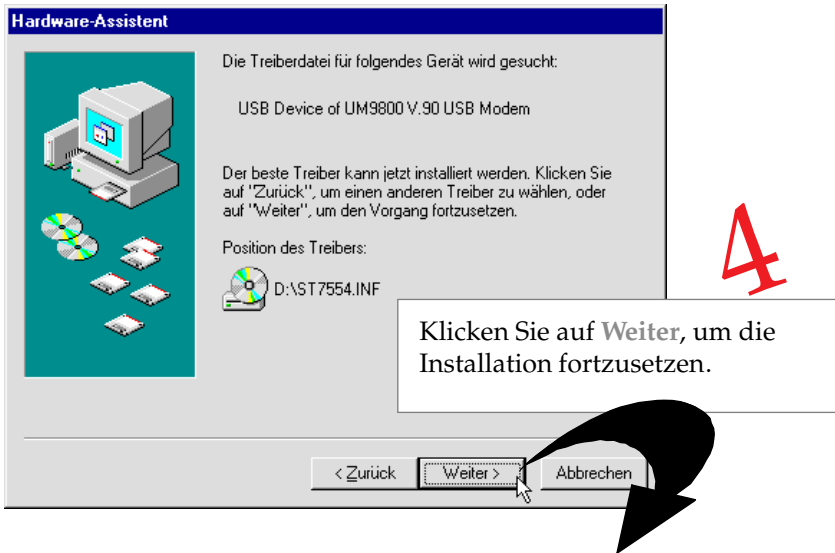 Hardware-Assistent
Die Treiberdatei für folgendes Gerät wird gesucht:
USB Device of UM9800 V.90 USB Modem
Der beste Treiber kann jetzt installiert werden. Klicken Sie
auf "Zurück", um einen anderen Treiber zu wählen, oder
auf "Weiter", um den Vorgang fortzusetzen.
Position des Treibers:
D:\ST7554.INF
4
Klicken Sie auf Weiter, um die
Installation fortzusetzen.
< Zurück
Weiter >
Abbrechen